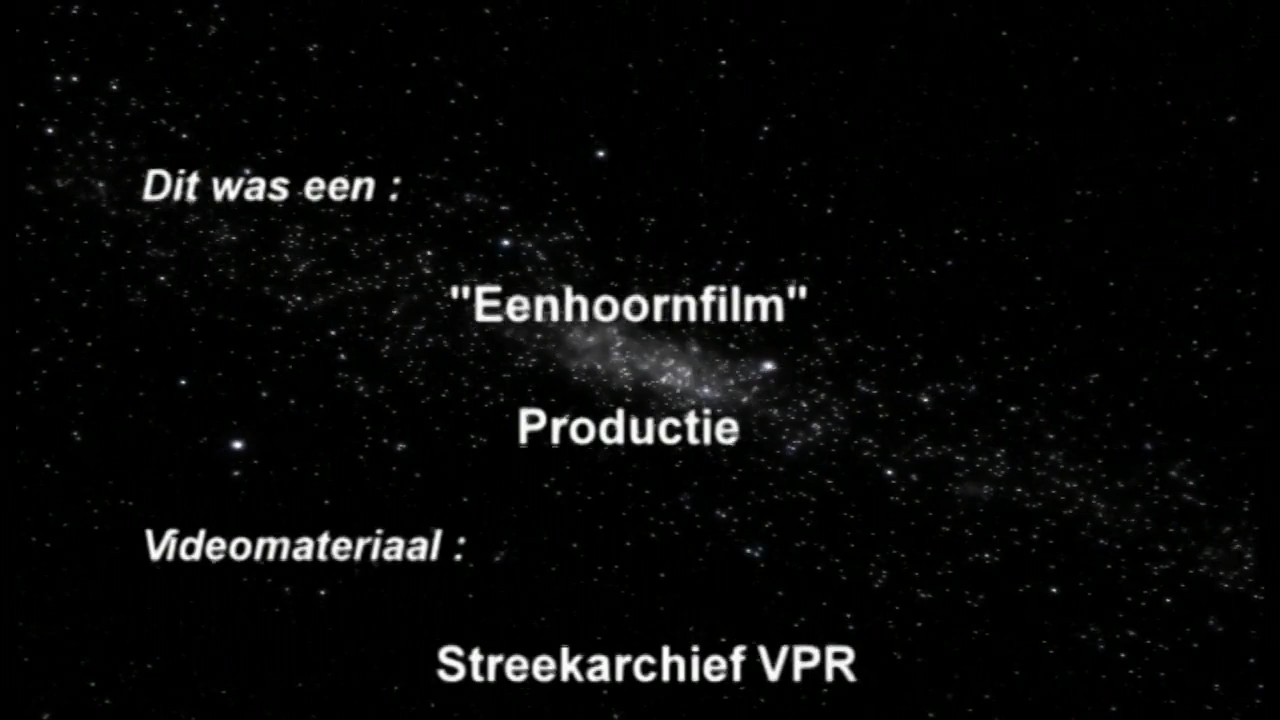 Dit was een :
"Eenhoornfilm"
Productie
Videomateriaal :
Streekarchief VPR